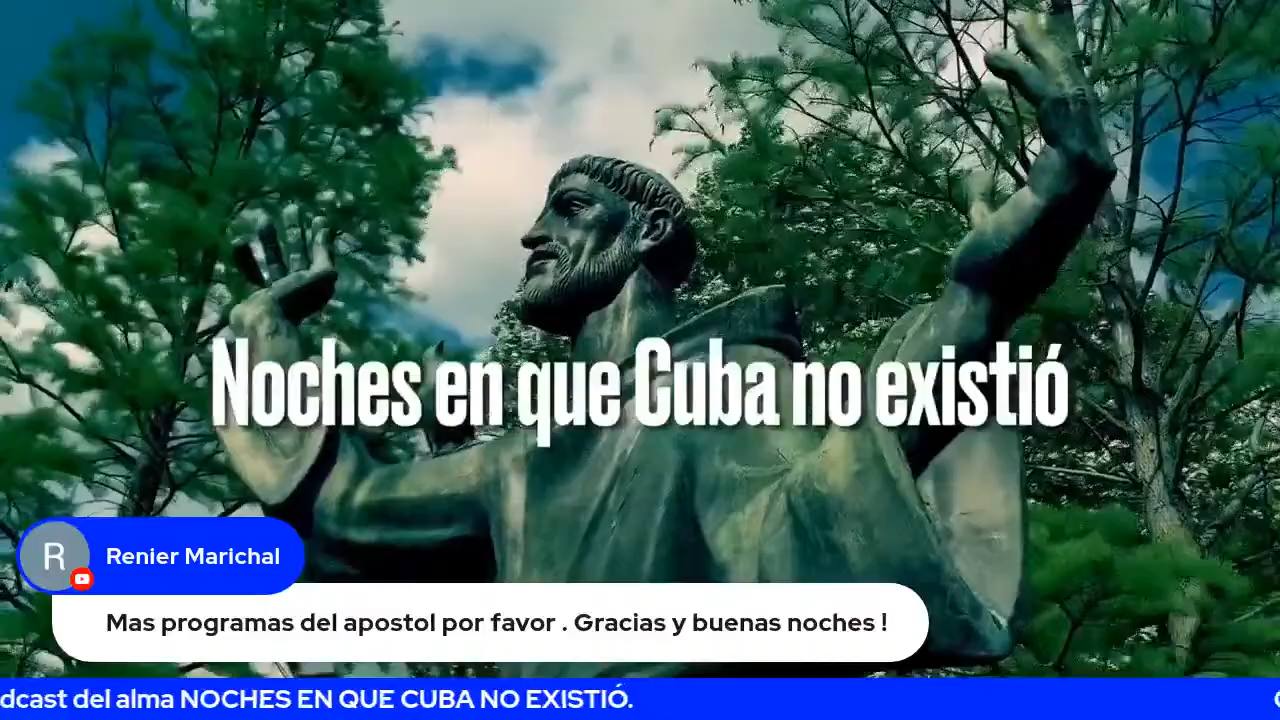 Noches en que Cuba no existió
R
Renier Marichal
Mas programas del apostol por favor . Gracias y buenas noches !
dcast del alma NOCHES EN QUE CUBA NO EXISTIÓ.